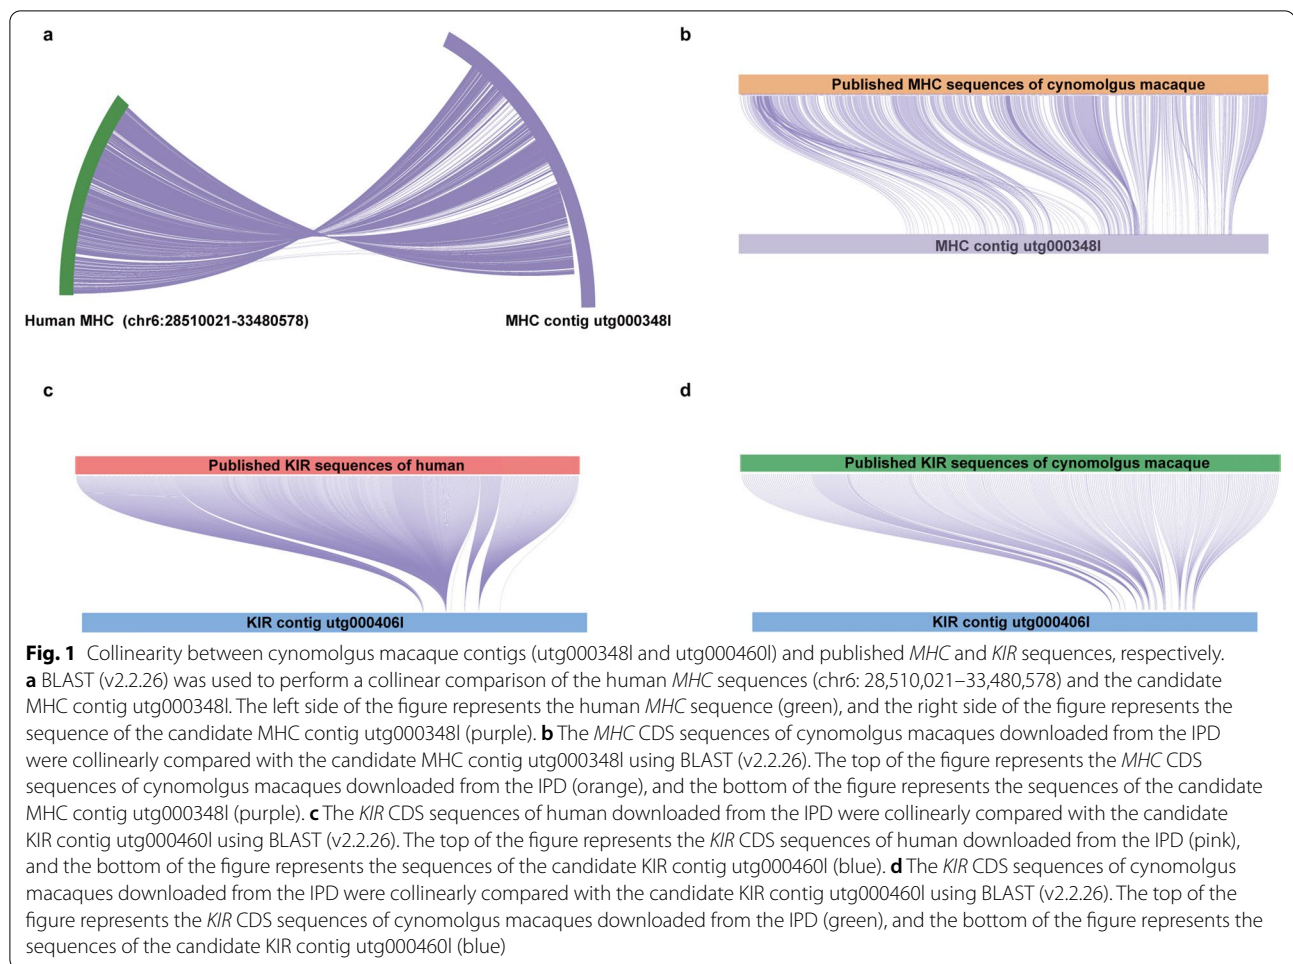 a
b
Published MHC sequences of cynomolgus macaque
MHC contig utg000348l
Human MHC (chr6:28510021-33480578)
MHC contig utg000348l
c
d
Published KIR sequences of human
Published KIR sequences of cynomolgus macaque
KIR contig utg000406l
KIR contig utg000406l
Fig. 1 Collinearity between cynomolgus macaque contigs (utg000348l and utg000460l) and published MHC and KIR sequences, respectively.
a BLAST (v2.2.26) was used to perform a collinear comparison of the human MHC sequences (chr6: 28,510,021–33,480,578) and the candidate
MHC contig utg000348l. The left side of the figure represents the human MHC sequence (green), and the right side of the figure represents the
sequence of the candidate MHC contig utg000348l (purple). b The MHC CDS sequences of cynomolgus macaques downloaded from the IPD
were collinearly compared with the candidate MHC contig utg000348l using BLAST (v2.2.26). The top of the figure represents the MHC CDS
sequences of cynomolgus macaques downloaded from the IPD (orange), and the bottom of the figure represents the sequences of the candidate
MHC contig utg000348l (purple). c The KIR CDS sequences of human downloaded from the IPD were collinearly compared with the candidate
KIR contig utg000460l using BLAST (v2.2.26). The top of the figure represents the KIR CDS sequences of human downloaded from the IPD (pink),
and the bottom of the figure represents the sequences of the candidate KIR contig utg000460l (blue). d The KIR CDS sequences of cynomolgus
macaques downloaded from the IPD were collinearly compared with the candidate KIR contig utg000460l using BLAST (v2.2.26). The top of the
figure represents the KIR CDS sequences of cynomolgus macaques downloaded from the IPD (green), and the bottom of the figure represents the
sequences of the candidate KIR contig utg000460l (blue)